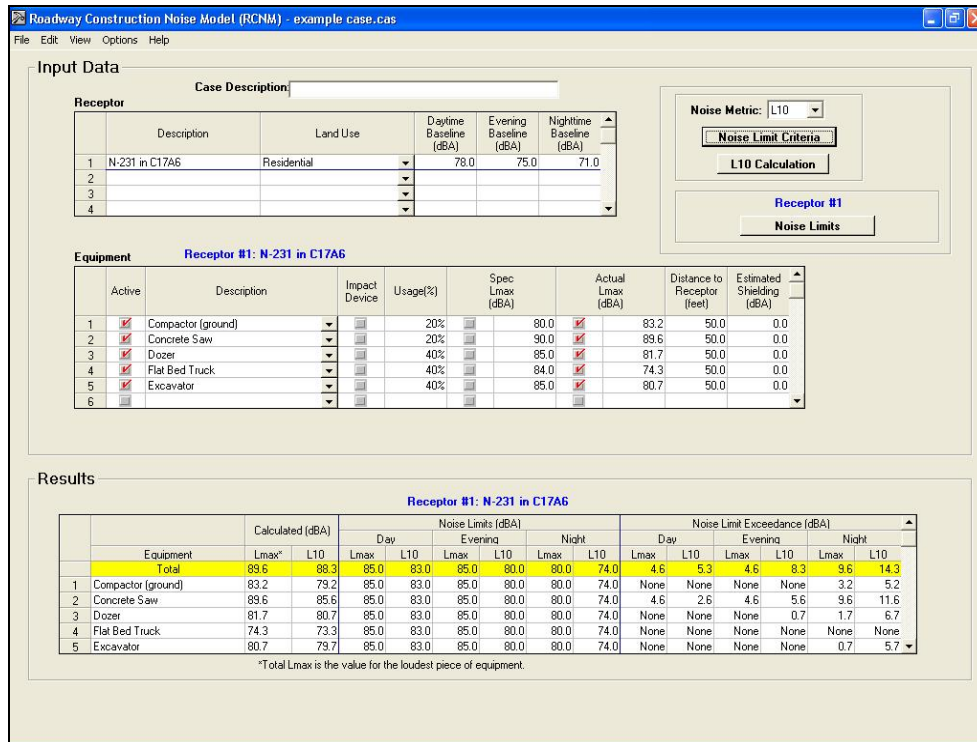 Roadway Construction Noise Model (RCNM) - example case.cas
File Edit View Options Help
Input Data
Case Description:
Receptor
Description Land Use Daytime Baseline (dBA) Evening Baseline (dBA) Nighttime Baseline (dBA)
1 N-231 in C17A6 Residential 78.0 75.0 71.0
2
3
4
Noise Metric: L10
Noise Limit Criteria
L10 Calculation
Receptor #1
Noise Limits
Equipment Receptor #1: N-231 in C17A6
Active Description Impact Device Usage(%) Spec Lmax (dBA) Actual Lmax (dBA) Distance to Receptor (feet) Estimated Shielding (dBA)
1 Compactor (ground) 20% 80.0 83.2 50.0 0.0
2 Concrete Saw 20% 90.0 89.6 50.0 0.0
3 Dozer 40% 85.0 81.7 50.0 0.0
4 Flat Bed Truck 40% 84.0 74.3 50.0 0.0
5 Excavator 40% 85.0 80.7 50.0 0.0
6
Results
Receptor #1: N-231 in C17A6
Calculated (dBA) Noise Limits (dBA) Noise Limit Exceedance (dBA)
Day Evening Night Day Evening Night
Equipment Lmax* L10 Lmax L10 Lmax L10 Lmax L10 Lmax L10 Lmax L10 Lmax L10
Total 89.6 88.3 85.0 83.0 85.0 80.0 80.0 74.0 4.6 5.3 4.6 8.3 9.6 14.3
1 Compactor (ground) 83.2 79.2 85.0 83.0 85.0 80.0 80.0 74.0 None None None None 3.2 5.2
2 Concrete Saw 89.6 85.6 85.0 83.0 85.0 80.0 80.0 74.0 4.6 2.6 4.6 5.6 9.6 11.6
3 Dozer 81.7 80.7 85.0 83.0 85.0 80.0 80.0 74.0 None None None 0.7 1.7 6.7
4 Flat Bed Truck 74.3 73.3 85.0 83.0 85.0 80.0 80.0 74.0 None None None None None None
5 Excavator 80.7 79.7 85.0 83.0 85.0 80.0 80.0 74.0 None None None None 0.7 5.7
*Total Lmax is the value for the loudest piece of equipment.